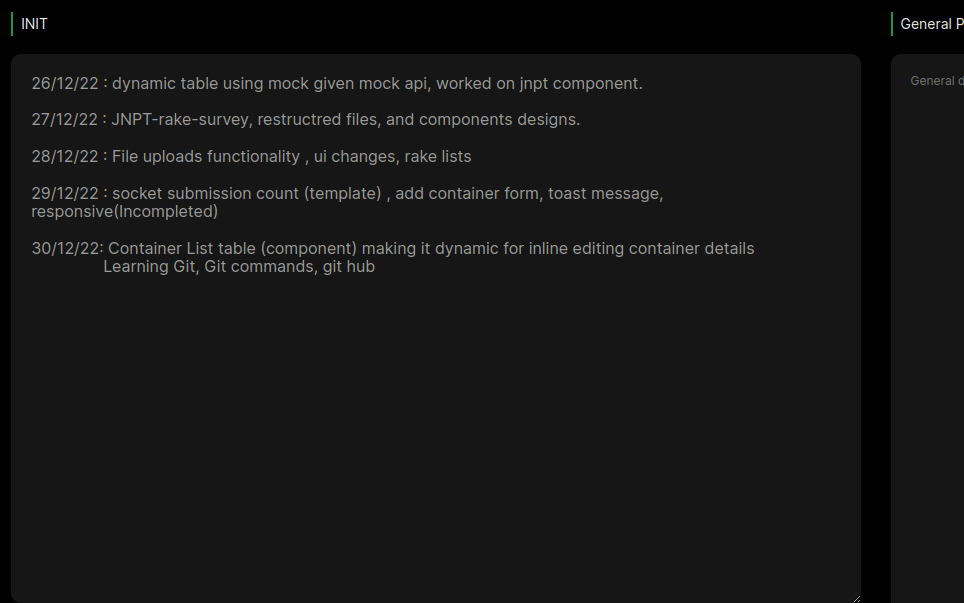 INIT
General P
26/12/22 : dynamic table using mock given mock api, worked on jnpt component.
General d
27/12/22 : JNPT-rake-survey, restructred files, and components designs.
28/12/22 : File uploads functionality , ui changes, rake lists
29/12/22 : socket submission count (template) , add container form, toast message,
responsive(Incompleted)
30/12/22: Container List table (component) making it dynamic for inline editing container details
Learning Git, Git commands, git hub